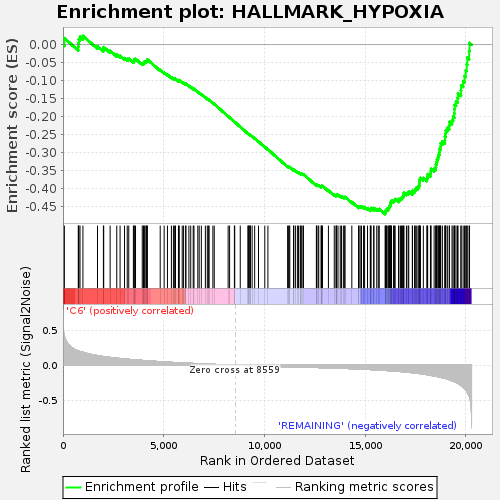 Enrichment plot: HALLMARK_HYPOXIA
Enrichment score (ES)
0.00
-0.05
-0.10
-0.15
-0.20
-0.25
-0.30
-0.35
-0.40
-0.45
Ranked list metric (Signal2Noise)
'C6' (positively correlated)
0.5
0.0
-0.5
Zero cross at 8559
'REMAINING' (negatively correlated)
0
5,000
10,000
15,000
20,000
Rank in Ordered Dataset
Enrichment profile
Hits
Ranking metric scores